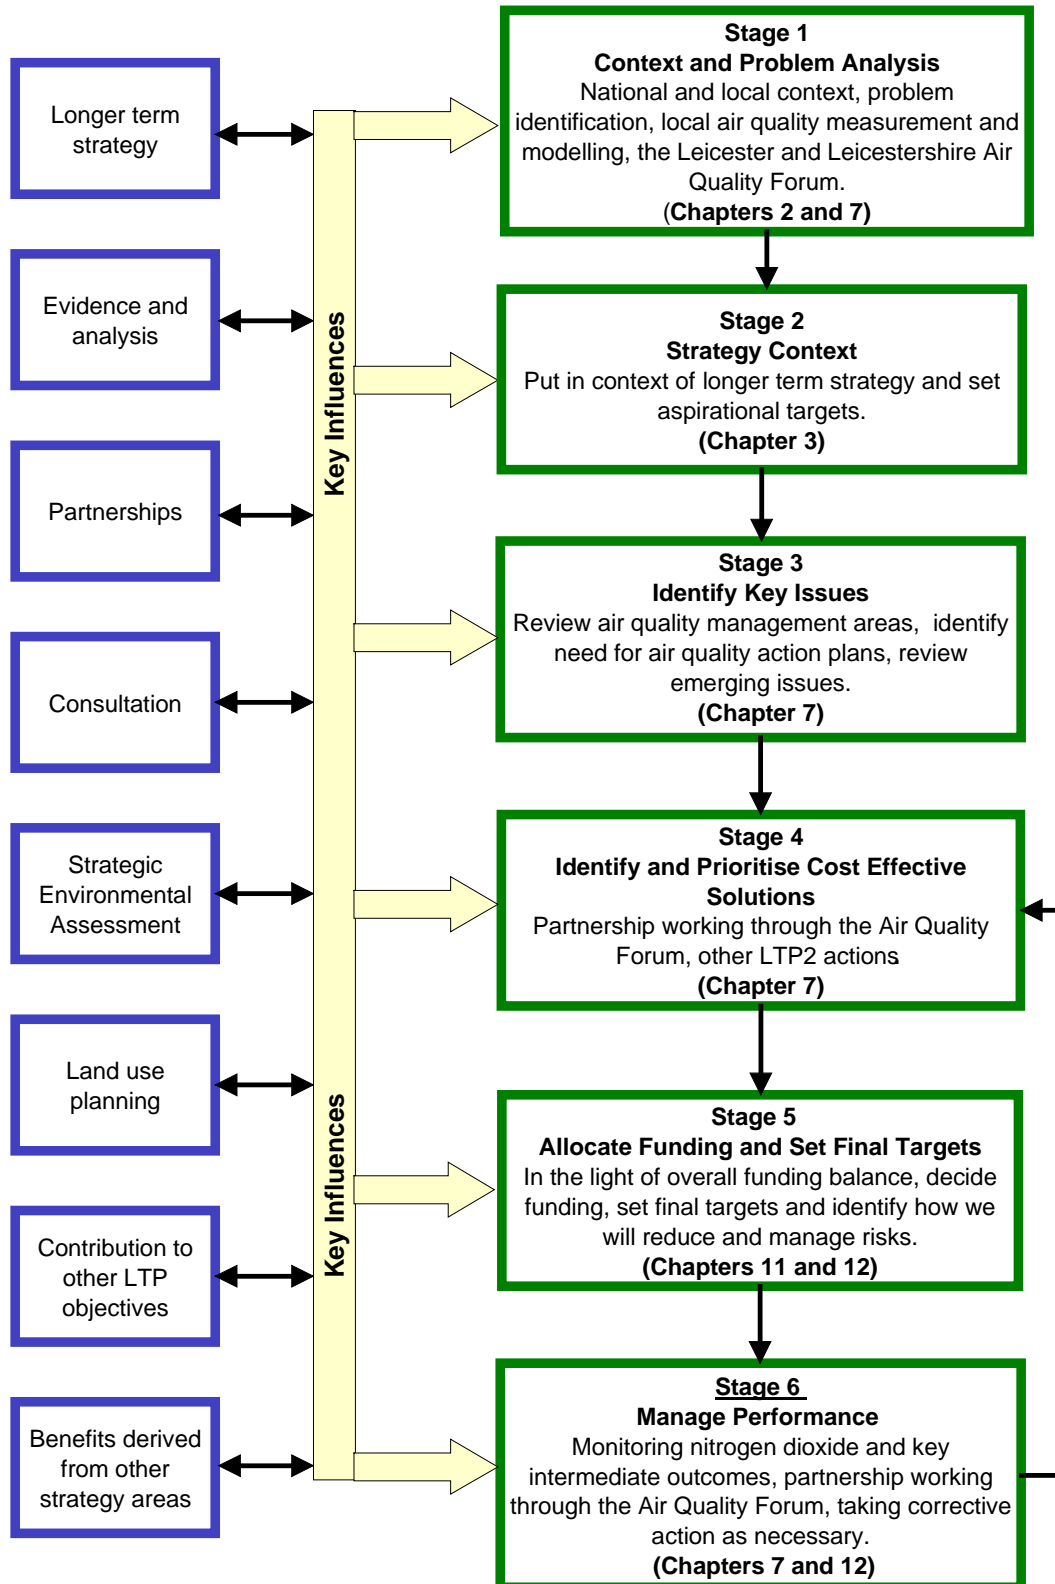 Longer term
strategy
Evidence and
analysis
Partnerships
Consultation
Strategic
Environmental
Assessment
Land use
planning
Contribution to
other LTP
objectives
Benefits derived
from other
strategy areas
Key Influences
Key Influences
Stage 1
Context and Problem Analysis
National and local context, problem
identification, local air quality measurement and
modelling, the Leicester and Leicestershire Air
Quality Forum.
(Chapters 2 and 7)
Stage 2
Strategy Context
Put in context of longer term strategy and set
aspirational targets.
(Chapter 3)
Stage 3
Identify Key Issues
Review air quality management areas, identify
need for air quality action plans, review
emerging issues.
(Chapter 7)
Stage 4
Identify and Prioritise Cost Effective
Solutions
Partnership working through the Air Quality
Forum, other LTP2 actions.
(Chapter 7)
Stage 5
Allocate Funding and Set Final Targets
In the light of overall funding balance, decide
funding, set final targets and identify how we
will reduce and manage risks.
(Chapters 11 and 12)
Stage 6
Manage Performance
Monitoring nitrogen dioxide and key
intermediate outcomes, partnership working
through the Air Quality Forum, taking corrective
action as necessary.
(Chapters 7 and 12)